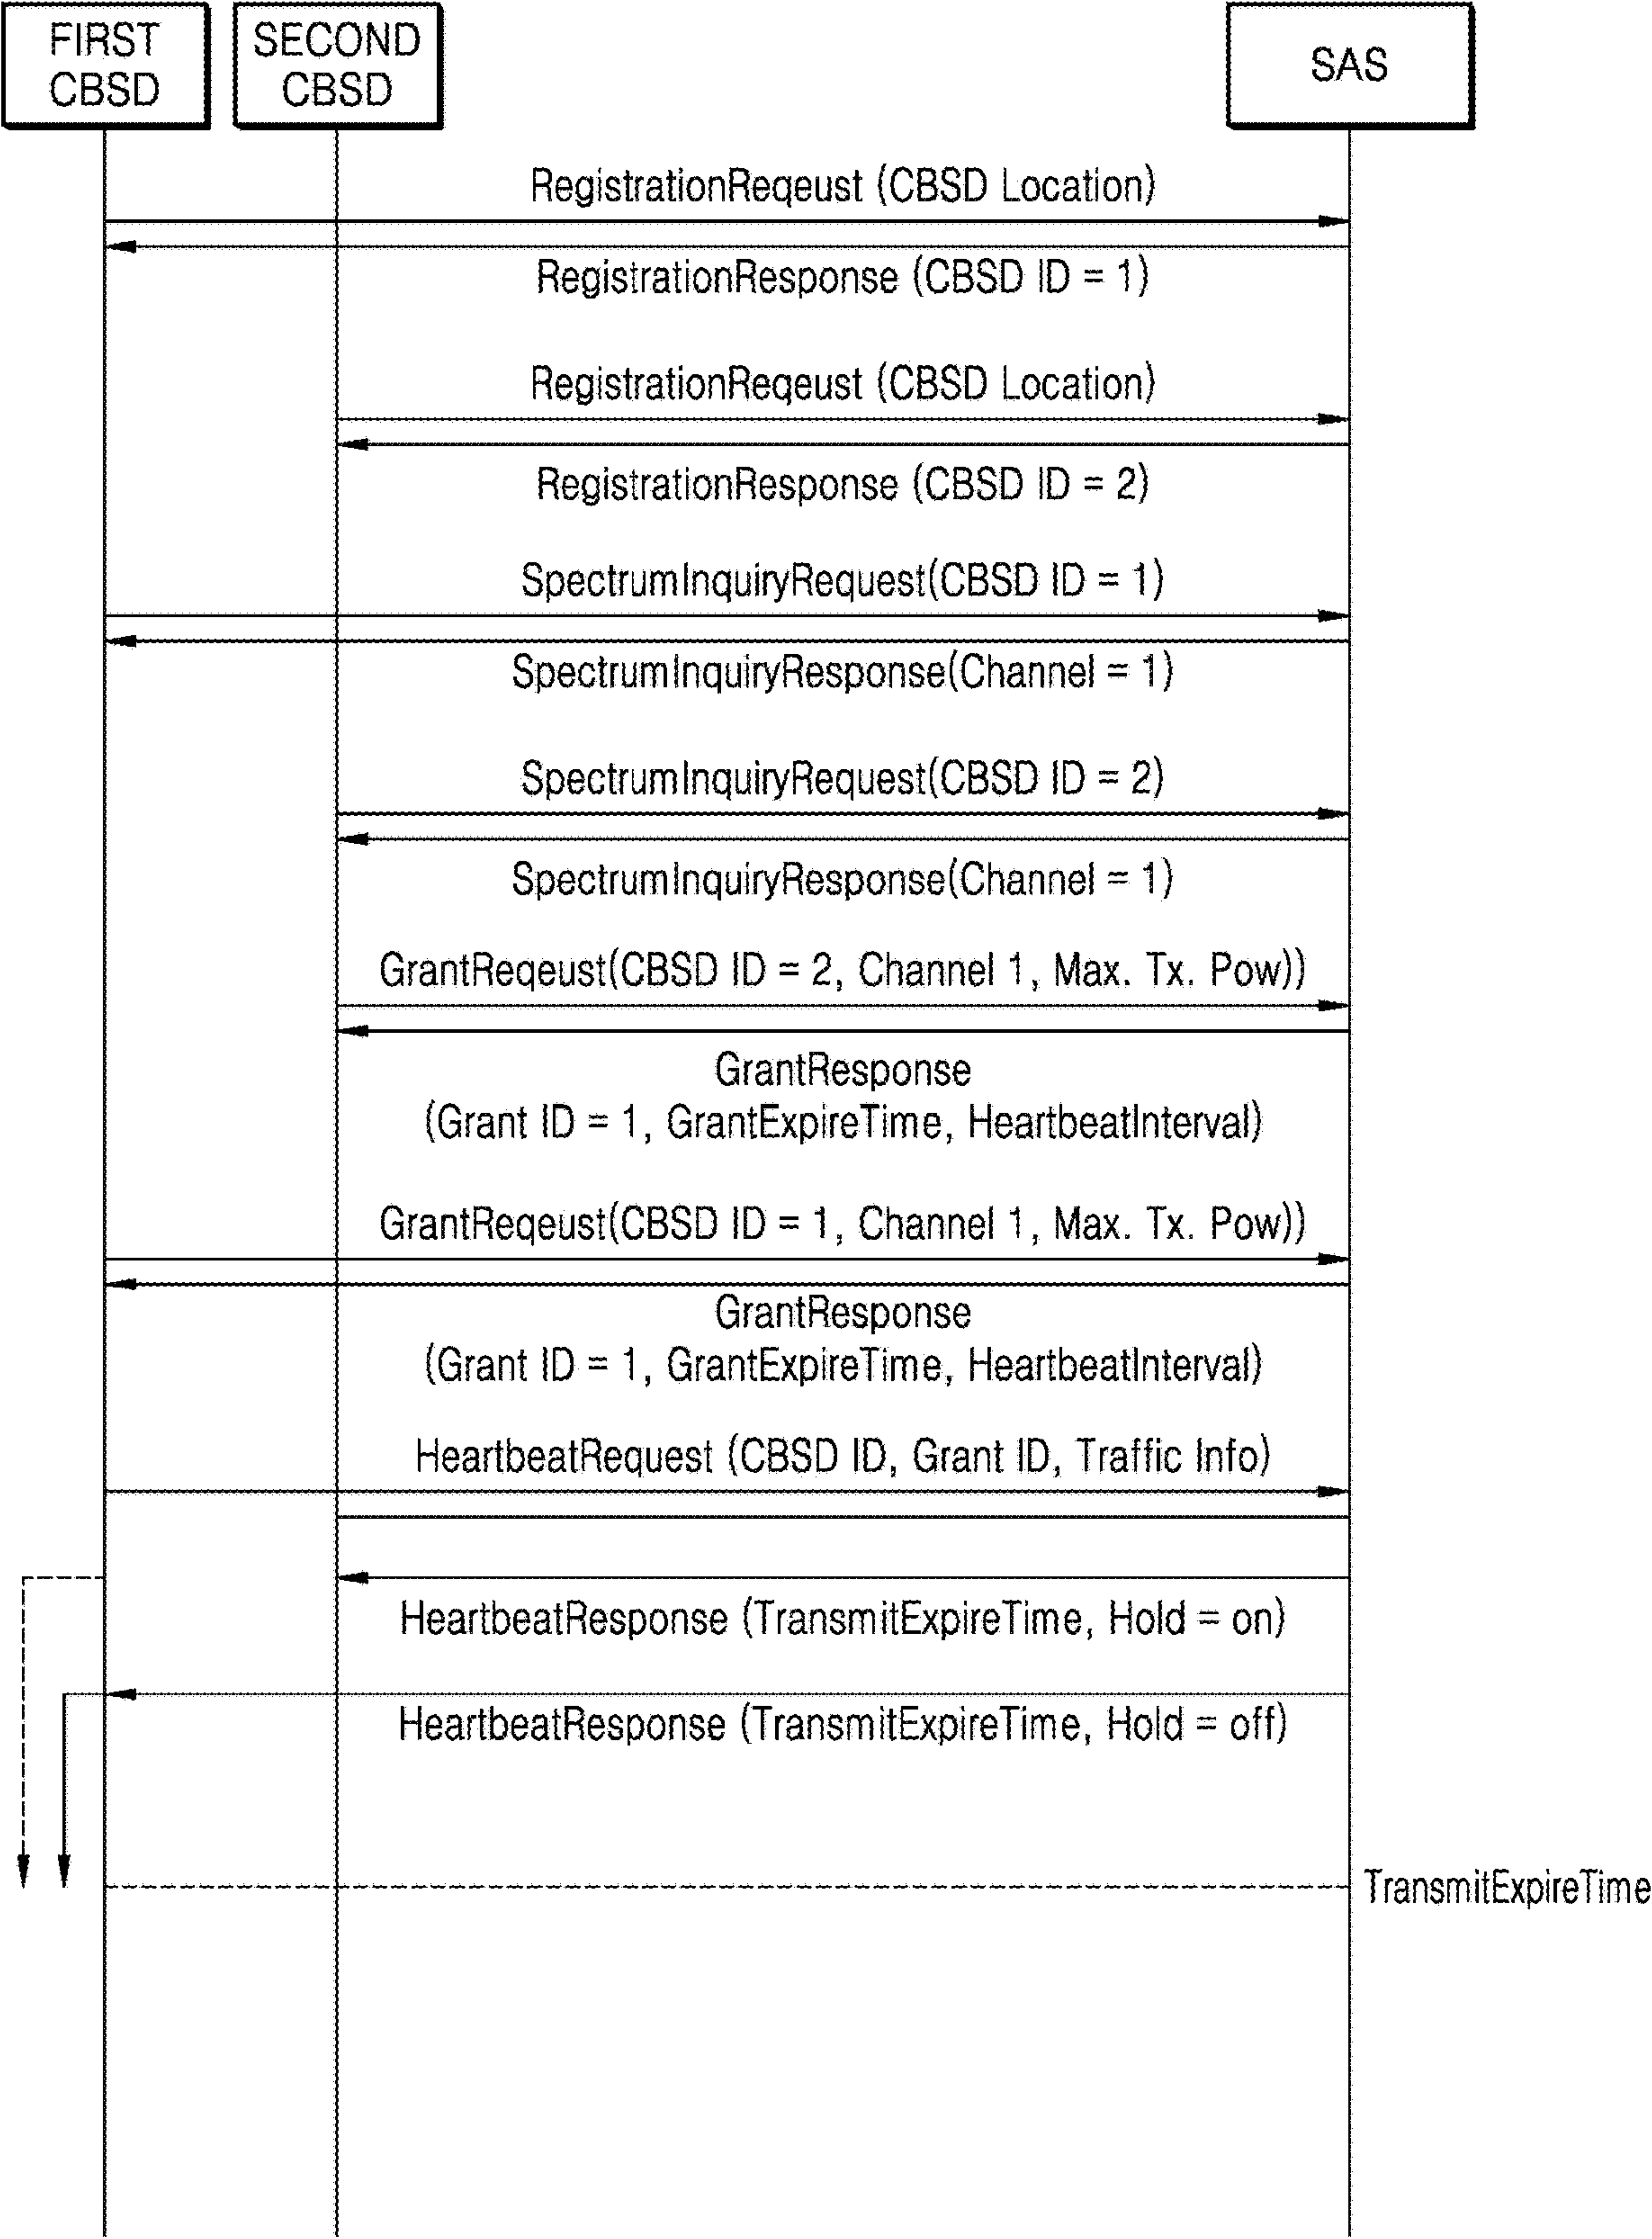 FIRST
CBSD
SECOND
CBSD
SAS
RegistrationReqeust (CBSD Location)
RegistrationResponse (CBSD ID = 1)
RegistrationReqeust (CBSD Location)
RegistrationResponse (CBSD ID = 2)
SpectrumInquiryRequest(CBSD ID = 1)
SpectrumInquiryResponse(Channel = 1)
SpectrumInquiryRequest(CBSD ID = 2)
SpectrumInquiryResponse(Channel = 1)
GrantReqeust(CBSD ID = 2, Channel 1, Max. Tx. Pow))
GrantResponse
(Grant ID = 1, GrantExpireTime, HeartbeatInterval)
GrantReqeust(CBSD ID = 1, Channel 1, Max. Tx. Pow))
GrantResponse
(Grant ID = 1, GrantExpireTime, HeartbeatInterval)
HeartbeatRequest (CBSD ID, Grant ID, Traffic Info)
HeartbeatResponse (TransmitExpireTime, Hold = on)
HeartbeatResponse (TransmitExpireTime, Hold = off)
TransmitExpireTime